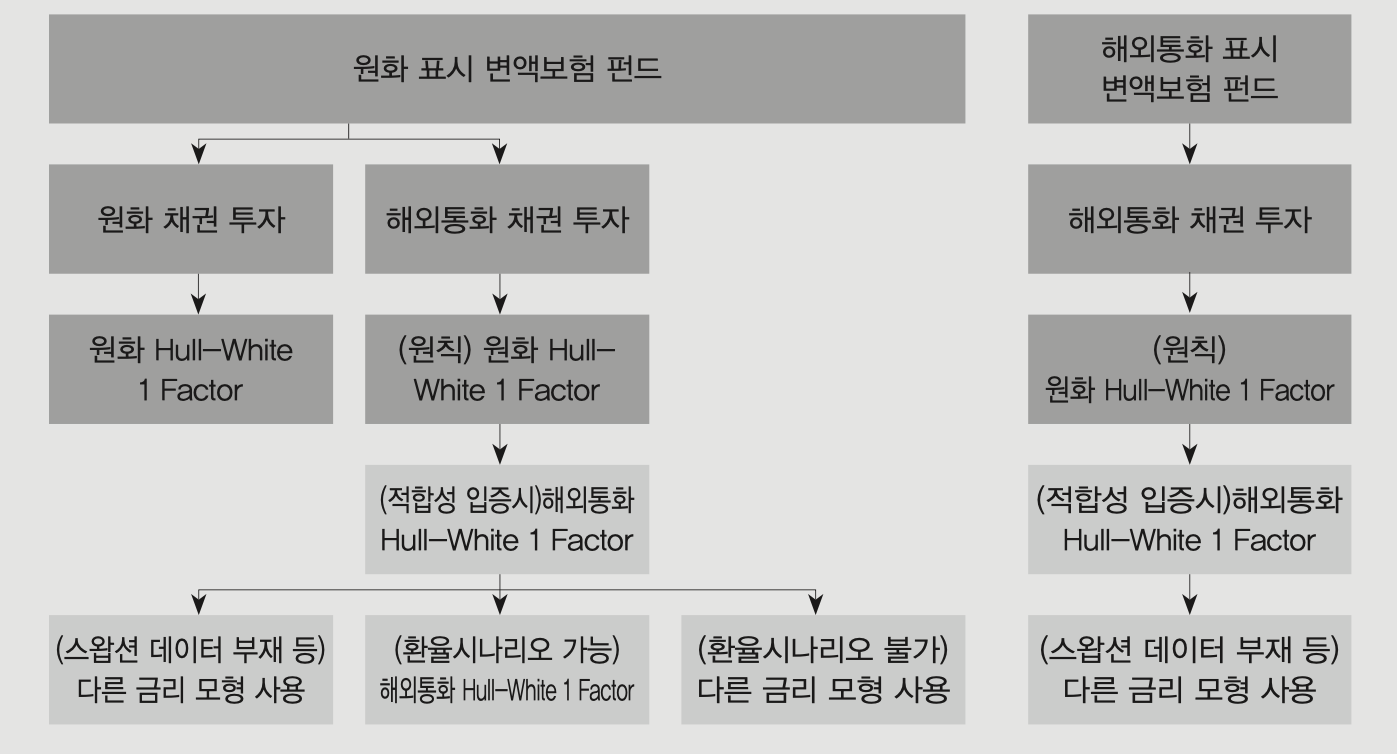 원화 표시 변액보험 펀드
해외통화 표시
변액보험 펀드
원화 채권 투자
해외통화 채권 투자
해외통화 채권 투자
원화 Hull-White
1 Factor
(원칙) 원화 Hull-
White 1 Factor
(원칙)
원화 Hull-White 1 Factor
(적합성 입증시)해외통화
Hull-White 1 Factor
(적합성 입증시)해외통화
Hull-White 1 Factor
(스왑션 데이터 부재 등)
다른 금리 모형 사용
(환율시나리오 가능)
해외통화 Hull-White 1 Factor
(환율시나리오 불가)
다른 금리 모형 사용
(스왑션 데이터 부재 등)
다른 금리 모형 사용